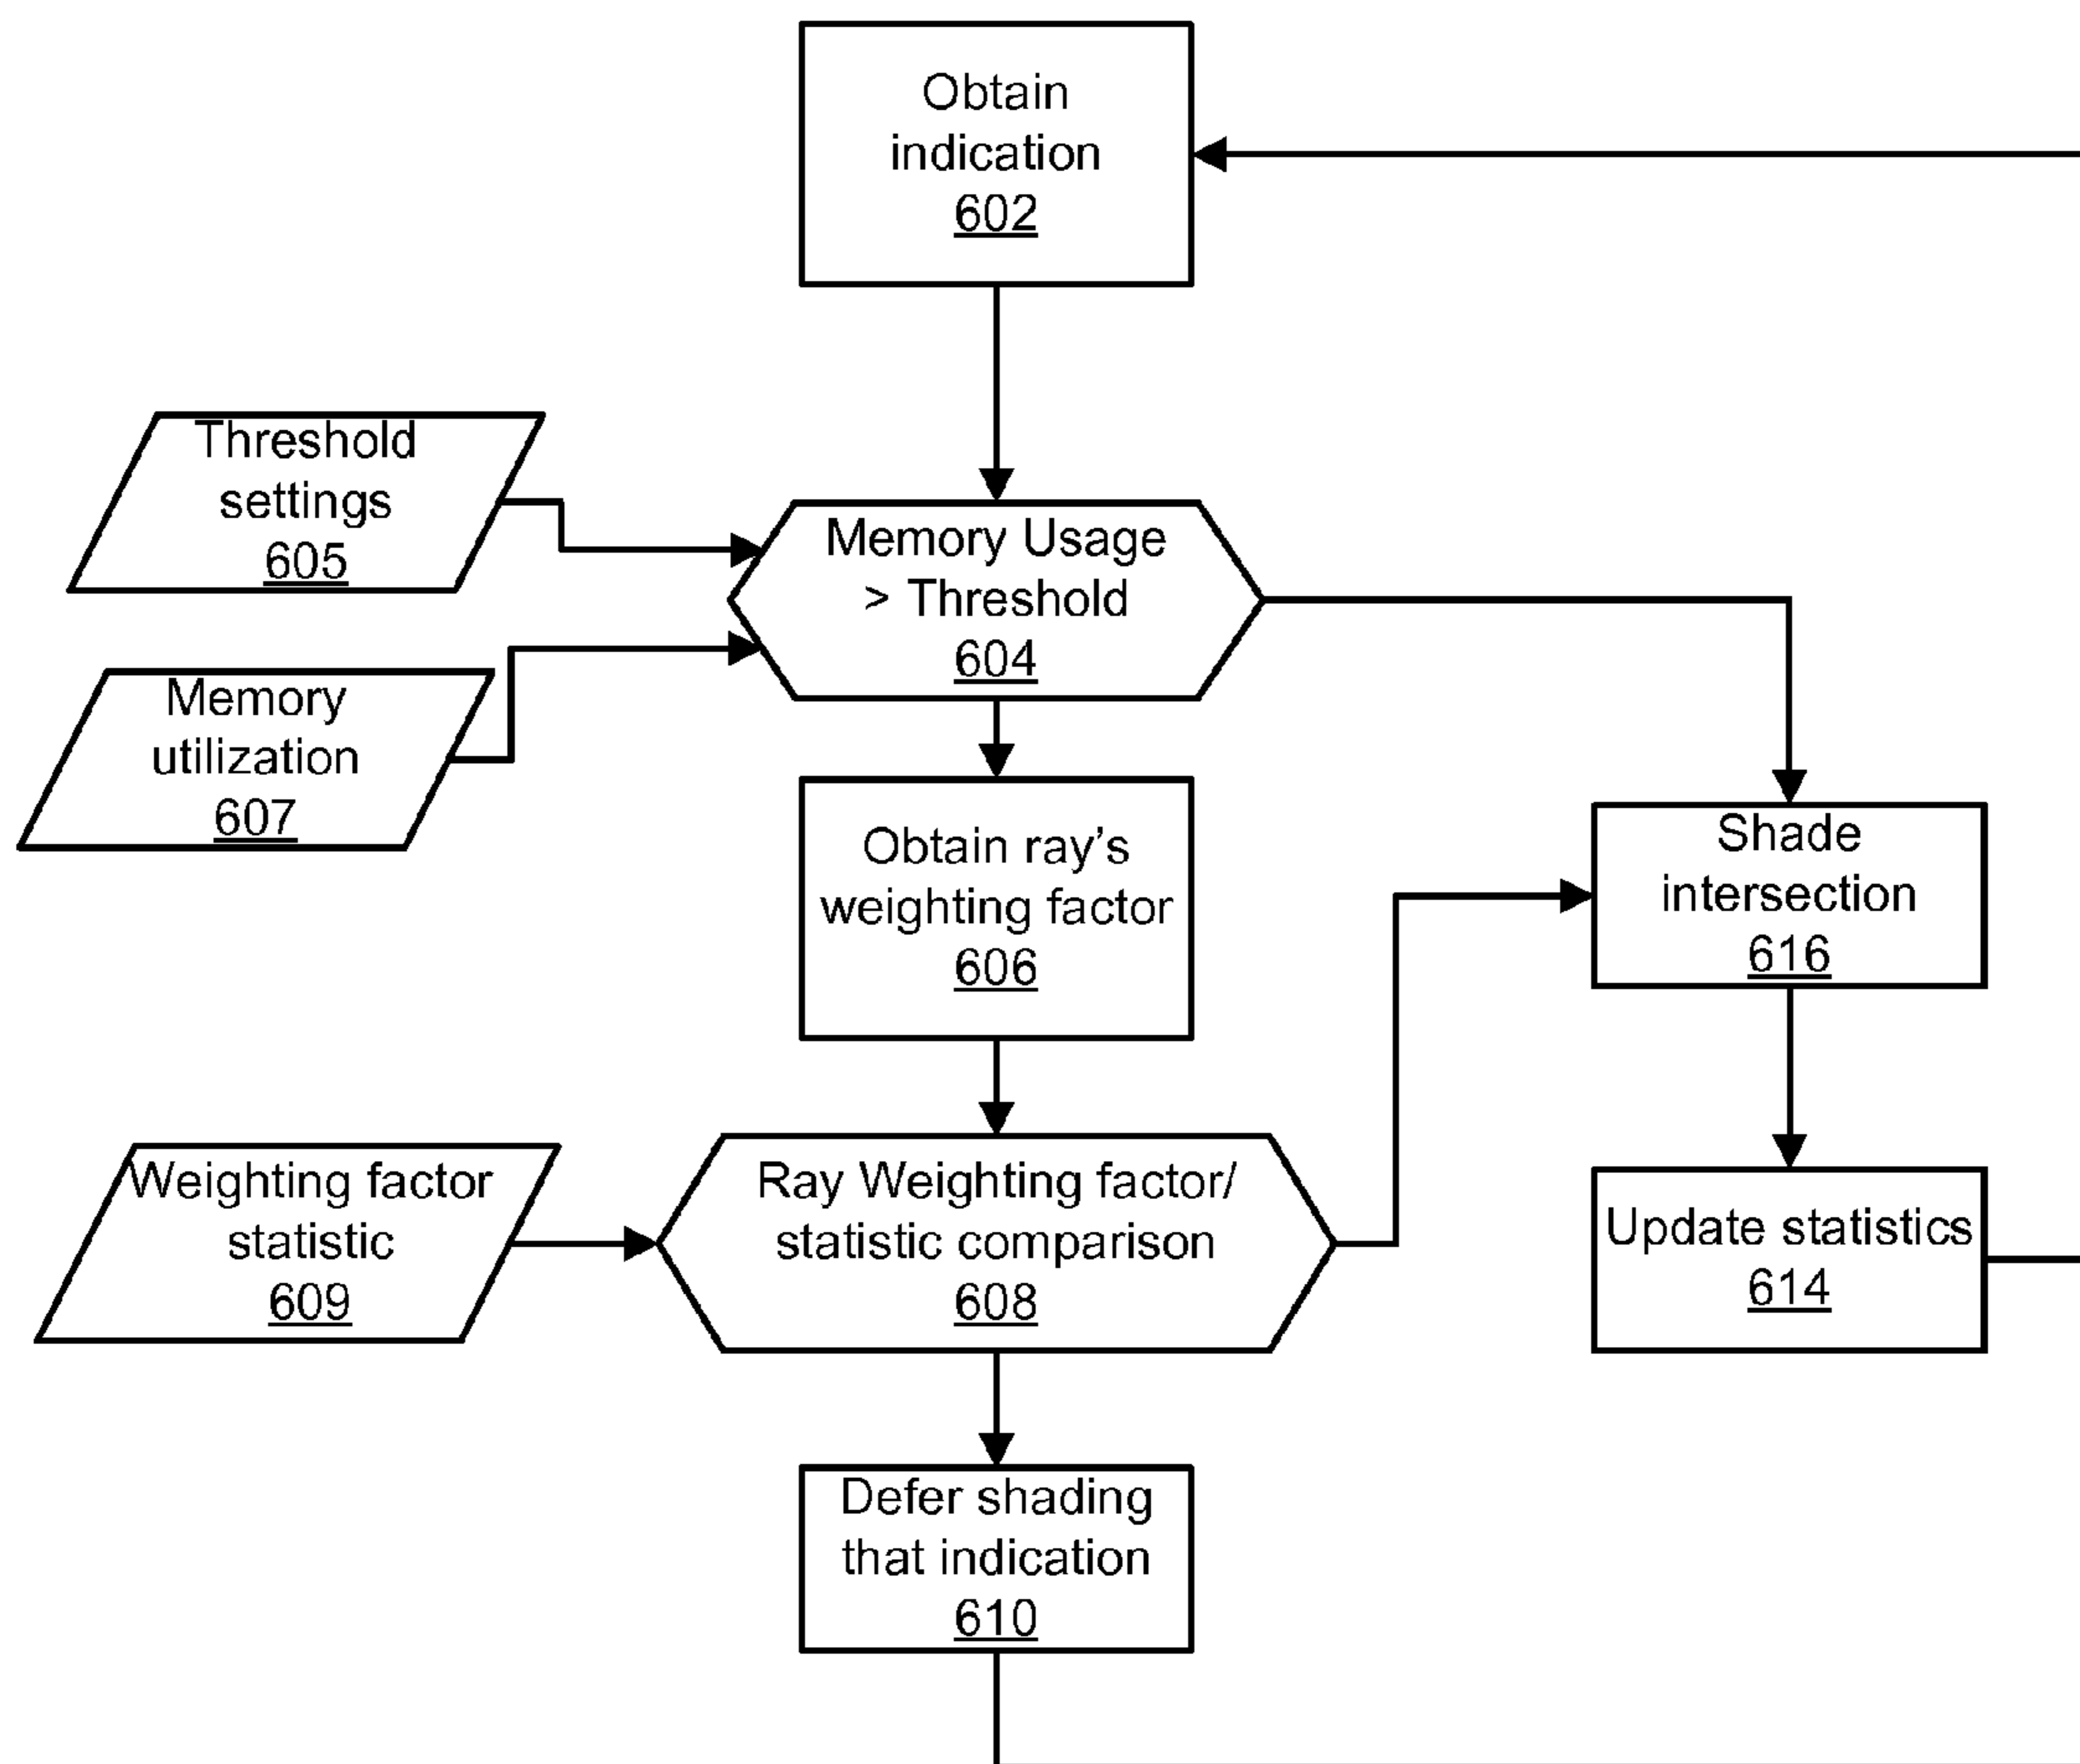 Obtain
indication
602
Threshold
settings
605
Memory Usage
> Threshold
604
Memory
utilization
607
Obtain ray's
weighting factor
606
Shade
intersection
616
Weighting factor
statistic
609
Ray Weighting factor/
statistic comparison
608
Update statistics
614
Defer shading
that indication
610